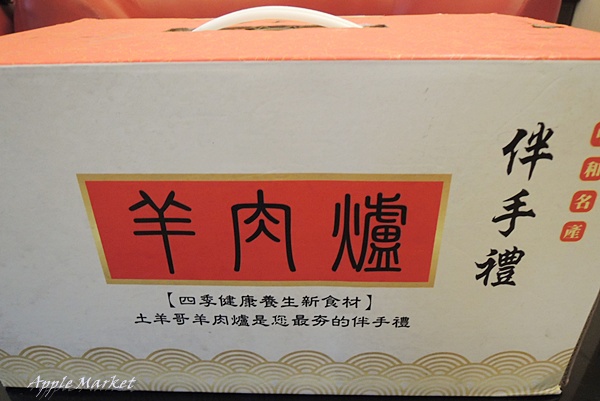 羊肉爐
【四季健康養生新食材】
土羊哥羊肉爐是您最夯的伴手禮
伴手禮
和名產
Apple Market